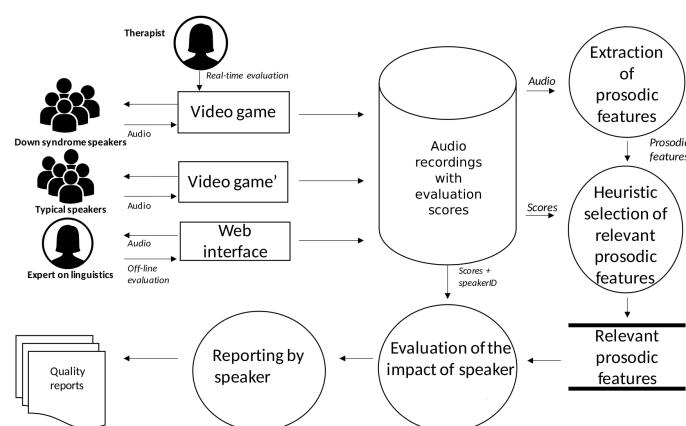 Therapist
Real-time evaluation
Video game
Down syndrome speakers
Audio
Video game’
Typical speakers
Audio
Web
interface
Audio
Expert on linguistics
Off-line
evaluation
Audio
recordings
with
evaluation
scores
Audio
Extraction
of
prosodic
features
Prosodic
features
Scores
Heuristic
selection of
relevant
prosodic
features
Scores +
speakerID
Relevant
prosodic
features
Evaluation of the
impact of speaker
Reporting by
speaker
Quality
reports